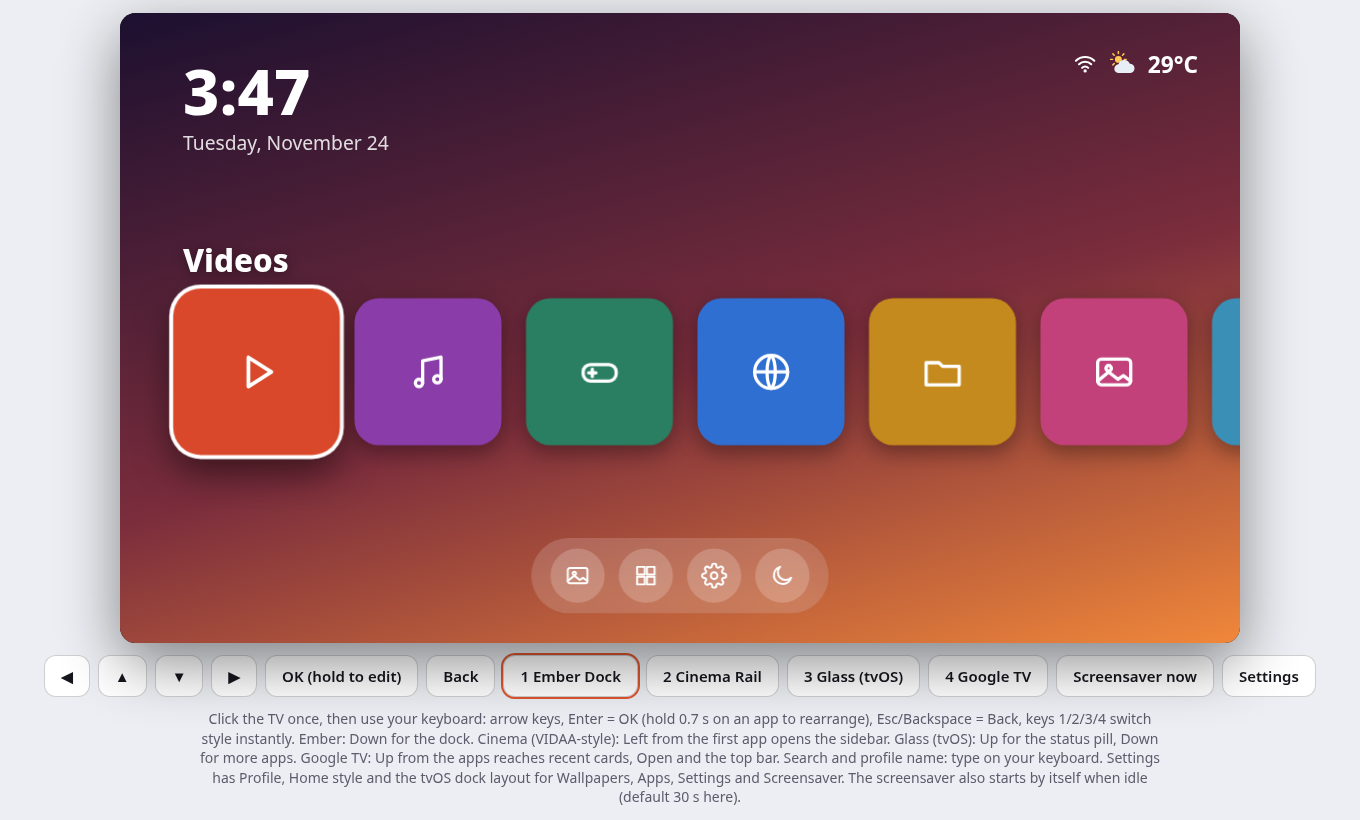 3:47
29°C
Tuesday, November 24
Videos
◀ ▲ ▼ ▶ OK (hold to edit) Back 1 Ember Dock 2 Cinema Rail 3 Glass (tvOS) 4 Google TV Screensaver now Settings
Click the TV once, then use your keyboard: arrow keys, Enter = OK (hold 0.7 s on an app to rearrange), Esc/Backspace = Back, keys 1/2/3/4 switch
style instantly. Ember: Down for the dock. Cinema (VIDAA-style): Left from the first app opens the sidebar. Glass (tvOS): Up for the status pill, Down
for more apps. Google TV: Up from the apps reaches recent cards, Open and the top bar. Search and profile name: type on your keyboard. Settings
has Profile, Home style and the tvOS dock layout for Wallpapers, Apps, Settings and Screensaver. The screensaver also starts by itself when idle
(default 30 s here).